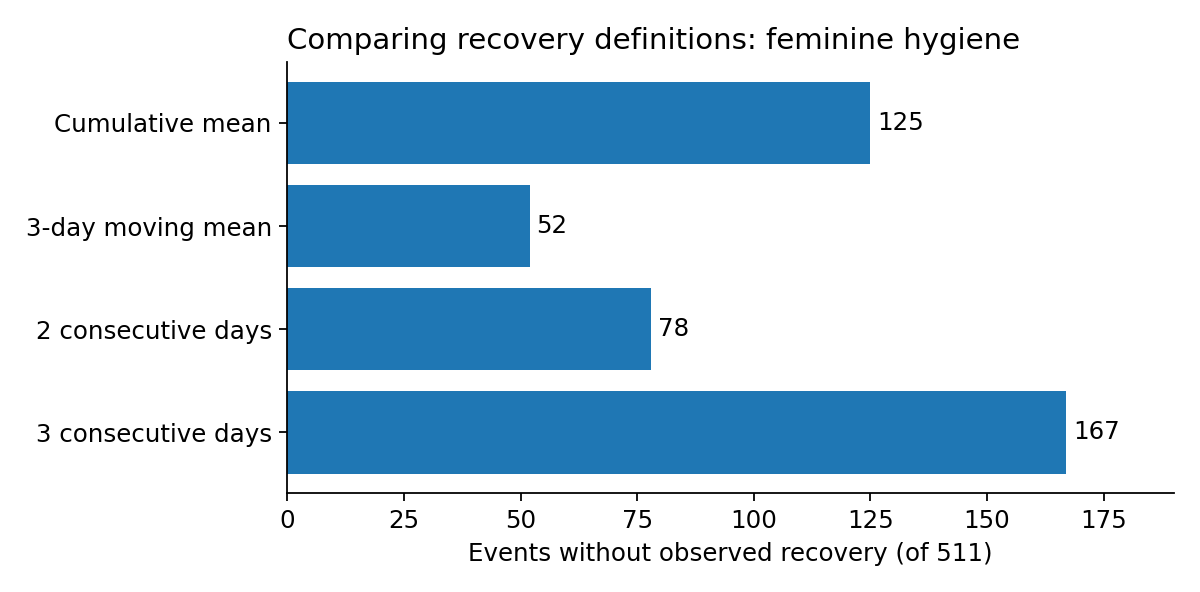 Comparing recovery definitions: feminine hygiene
Cumulative mean
125
3-day moving mean
52
2 consecutive days
78
3 consecutive days
167
0 25 50 75 100 125 150 175
Events without observed recovery (of 511)